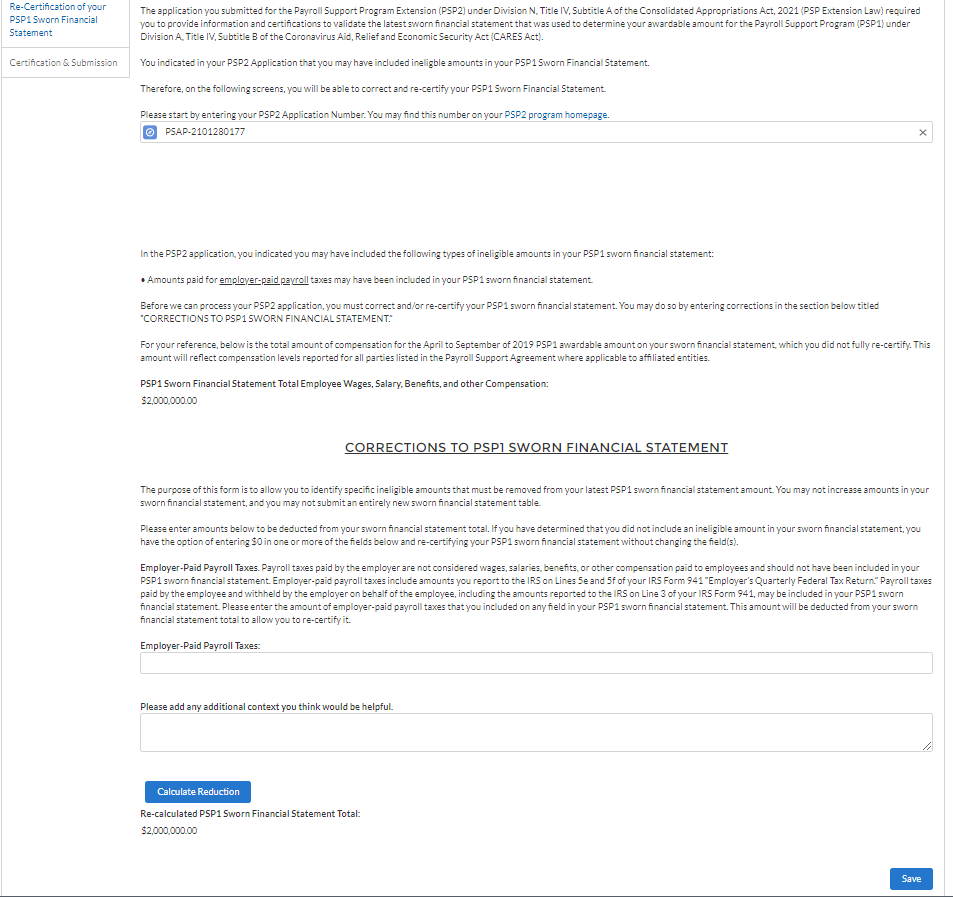 Re-Certification of your
PSP1 Sworn Financial
Statement
Certification & Submission
The application you submitted for the Payroll Support Program Extension (PSP2) under Division N, Title IV, Subtitle A of the Consolidated Appropriations Act, 2021 (PSP Extension Law) required
you to provide information and certifications to validate the latest sworn financial statement that was used to determine your awardable amount for the Payroll Support Program (PSP1) under
Division A, Title IV, Subtitle B of the Coronavirus Aid, Relief and Economic Security Act (CARES Act).
You indicated in your PSP2 Application that you may have included ineligble amounts in your PSP1 Sworn Financial Statement.
Therefore, on the following screens, you will be able to correct and re-certify your PSP1 Sworn Financial Statement.
Please start by entering your PSP2 Application Number. You may find this number on your PSP2 program homepage.
PSAP-2101280177
In the PSP2 application, you indicated you may have included the following types of ineligible amounts in your PSP1 sworn financial statement:
• Amounts paid for employer-paid payroll taxes may have been included in your PSP1 sworn financial statement.
Before we can process your PSP2 application, you must correct and/or re-certify your PSP1 sworn financial statement. You may do so by entering corrections in the section below titled
"CORRECTIONS TO PSP1 SWORN FINANCIAL STATEMENT."
For your reference, below is the total amount of compensation for the April to September of 2019 PSP1 awardable amount on your sworn financial statement, which you did not fully re-certify. This
amount will reflect compensation levels reported for all parties listed in the Payroll Support Agreement where applicable to affiliated entities.
PSP1 Sworn Financial Statement Total Employee Wages, Salary, Benefits, and other Compensation:
$2,000,000.00
CORRECTIONS TO PSP1 SWORN FINANCIAL STATEMENT
The purpose of this form is to allow you to identify specific ineligible amounts that must be removed from your latest PSP1 sworn financial statement amount. You may not increase amounts in your
sworn financial statement, and you may not submit an entirely new sworn financial statement table.
Please enter amounts below to be deducted from your sworn financial statement total. If you have determined that you did not include an ineligible amount in your sworn financial statement, you
have the option of entering $0 in one or more of the fields below and re-certifying your PSP1 sworn financial statement without changing the field(s).
Employer-Paid Payroll Taxes. Payroll taxes paid by the employer are not considered wages, salaries, benefits, or other compensation paid to employees and should not have been included in your
PSP1 sworn financial statement. Employer-paid payroll taxes include amounts you report to the IRS on Lines 5e and 5f of your IRS Form 941 "Employer's Quarterly Federal Tax Return." Payroll taxes
paid by the employee and withheld by the employer on behalf of the employee, including the amounts reported to the IRS on Line 3 of your IRS Form 941, may be included in your PSP1 sworn
financial statement. Please enter the amount of employer-paid payroll taxes that you included on any field in your PSP1 sworn financial statement. This amount will be deducted from your sworn
financial statement total to allow you to re-certify it.
Employer-Paid Payroll Taxes:
Please add any additional context you think would be helpful.
Calculate Reduction
Re-calculated PSP1 Sworn Financial Statement Total:
$2,000,000.00
Save